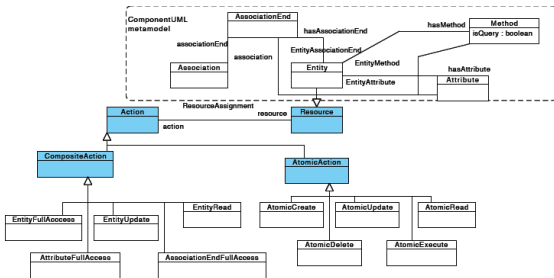 ComponentUML
metamodel
AssociationEnd
hasAssociationEnd
hasMethod
Method
isQuery : boolean
associationEnd
EntityAssociationEnd
association
Association
Entity
EntityMethod
hasAttribute
EntityAttribute
Attribute
ResourceAssignment
Action
resource
Resource
action
CompositeAction
AtomicAction
EntityFullAcccess
EntityUpdate
EntityRead
AtomicCreate
AtomicUpdate
AtomicRead
AttributeFullAccess
AssociationEndFullAccess
AtomicDelete
AtomicExecute